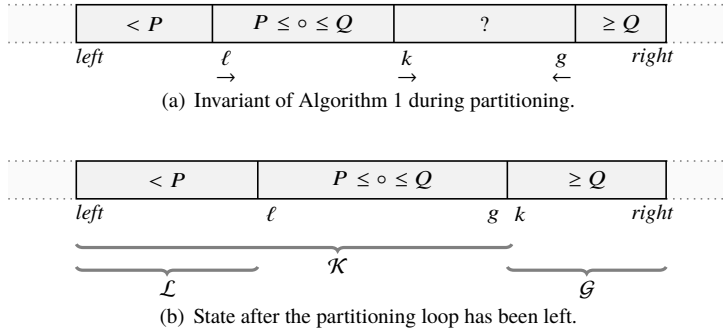 < P P ≤ ∘ ≤ Q ? ≥ Q
left ℓ k g right
→ → ←
(a) Invariant of Algorithm 1 during partitioning.
< P P ≤ ∘ ≤ Q ≥ Q
left ℓ g k right
𝒦
ℒ 𝒢
(b) State after the partitioning loop has been left.